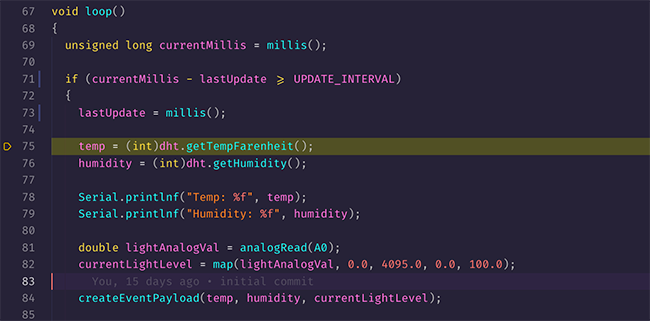 67 void loop()
68 {
69 unsigned long currentMillis = millis();
70
71 if (currentMillis - lastUpdate ⩾ UPDATE_INTERVAL)
72 {
73 lastUpdate = millis();
74
75 temp = (int)dht.getTempFarenheit();
76 humidity = (int)dht.getHumidity();
77
78 Serial.printlnf("Temp: %f", temp);
79 Serial.printlnf("Humidity: %f", humidity);
80
81 double lightAnalogVal = analogRead(A0);
82 currentLightLevel = map(lightAnalogVal, 0.0, 4095.0, 0.0, 100.0);
83 You, 15 days ago • initial commit
84 createEventPayload(temp, humidity, currentLightLevel);
85